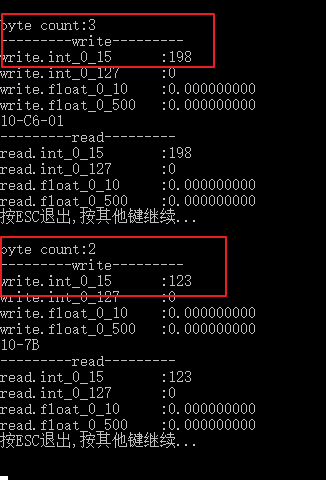 byte count:3
---------write---------
write.int_0_15 :198
write.int_0_127 :0
write.float_0_10 :0.000000000
write.float_0_500 :0.000000000
10-C6-01
---------read---------
read.int_0_15 :198
read.int_0_127 :0
read.float_0_10 :0.000000000
read.float_0_500 :0.000000000
按ESC退出,按其他键继续...
byte count:2
---------write---------
write.int_0_15 :123
write.int_0_127 :0
write.float_0_10 :0.000000000
write.float_0_500 :0.000000000
10-7B
---------read---------
read.int_0_15 :123
read.int_0_127 :0
read.float_0_10 :0.000000000
read.float_0_500 :0.000000000
按ESC退出,按其他键继续...